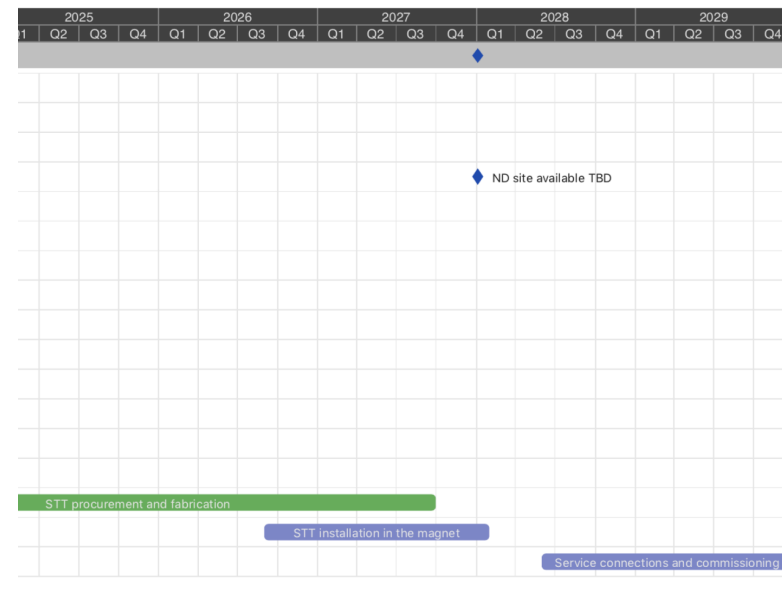 2025 2026 2027 2028 2029
Q2 Q3 Q4 Q1 Q2 Q3 Q4 Q1 Q2 Q3 Q4 Q1 Q2 Q3 Q4 Q1 Q2 Q3 Q4
ND site available TBD
STT procurement and fabrication
STT installation in the magnet
Service connections and commissioning